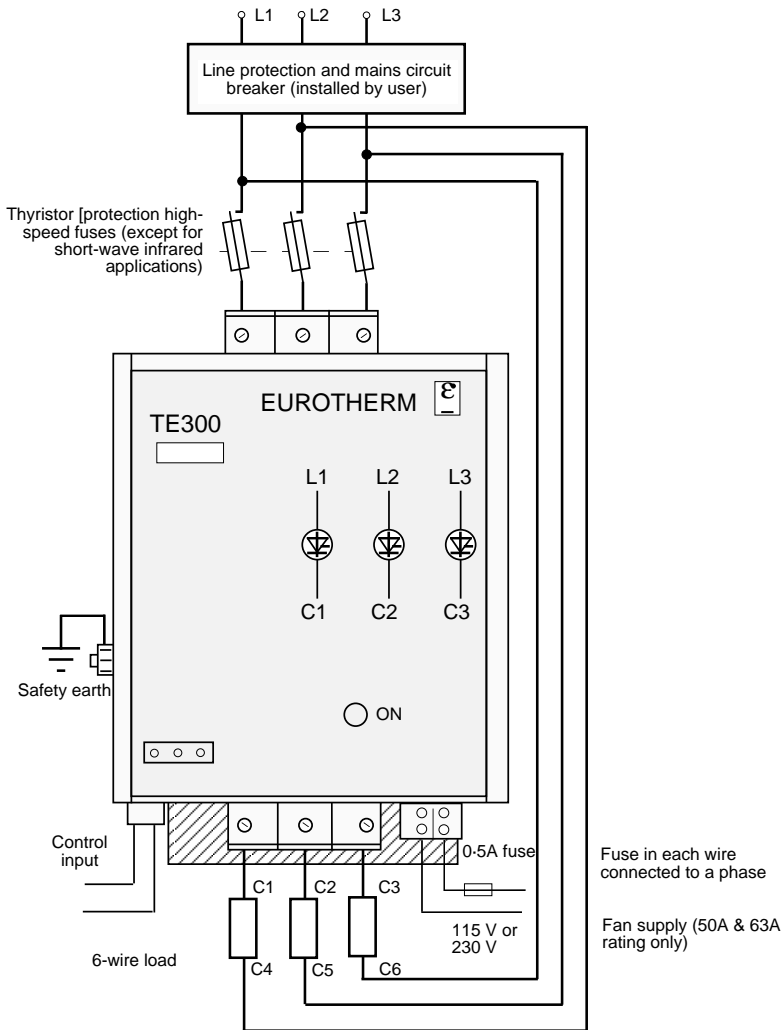 L1 L2 L3
Line protection and mains circuit
breaker (installed by user)
Thyristor [protection high-
speed fuses (except for
short-wave infrared
applications)
EUROTHERM ε
TE300
L1 L2 L3
C1 C2 C3
Safety earth
ON
Control
input
0·5A fuse
Fuse in each wire
connected to a phase
C1 C2 C3
115 V or
230 V
Fan supply (50A & 63A
rating only)
6-wire load
C4 C5 C6